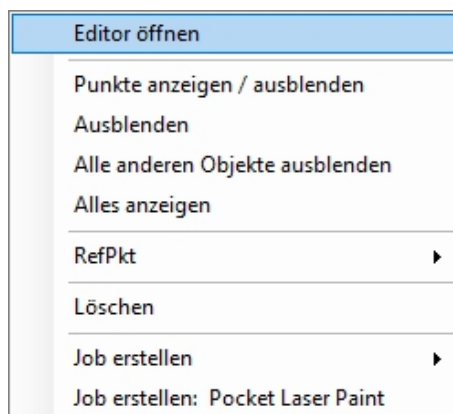 Editor öffnen
Punkte anzeigen / ausblenden
Ausblenden
Alle anderen Objekte ausblenden
Alles anzeigen
RefPkt
Löschen
Job erstellen
Job erstellen:  Pocket Laser Paint